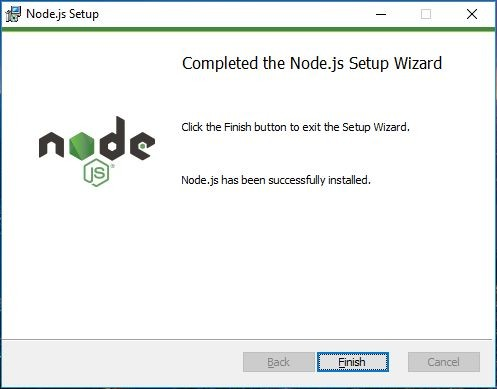 Node.js Setup
Completed the Node.js Setup Wizard
Click the Finish button to exit the Setup Wizard.
node
JS
®
Node.js has been successfully installed.
Back
Finish
Cancel